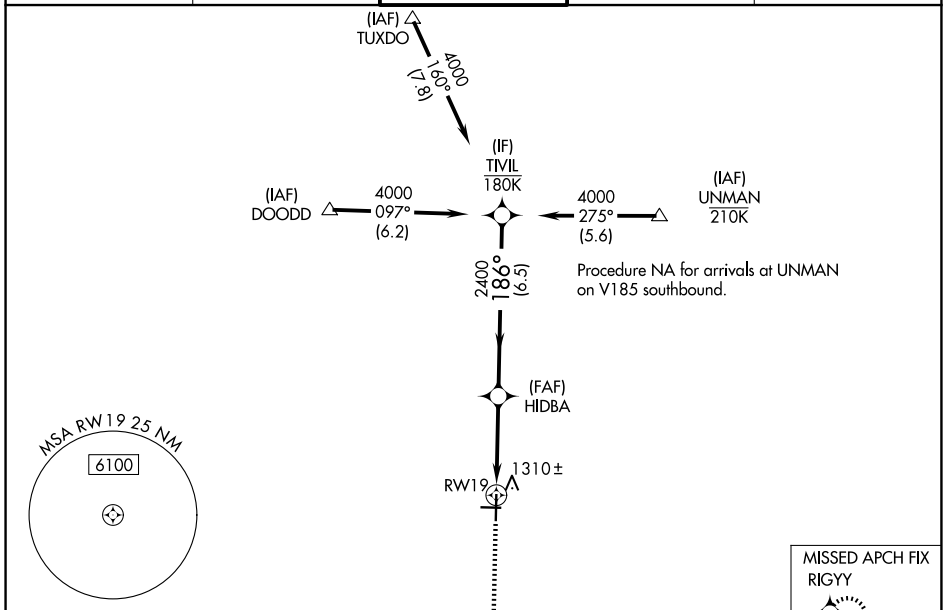 (IAF)
TUXDO
4000
160°
(7.8)
(IF)
TIVIL
180K
(IAF)
DOODD
4000
097°
(6.2)
4000
275°
(5.6)
(IAF)
UNMAN
210K
2400
186°
(6.5)
Procedure NA for arrivals at UNMAN
on V185 southbound.
(FAF)
HIDBA
MSA RW19 25 NM
6100
RW19
1310±
MISSED APCH FIX
RIGYY